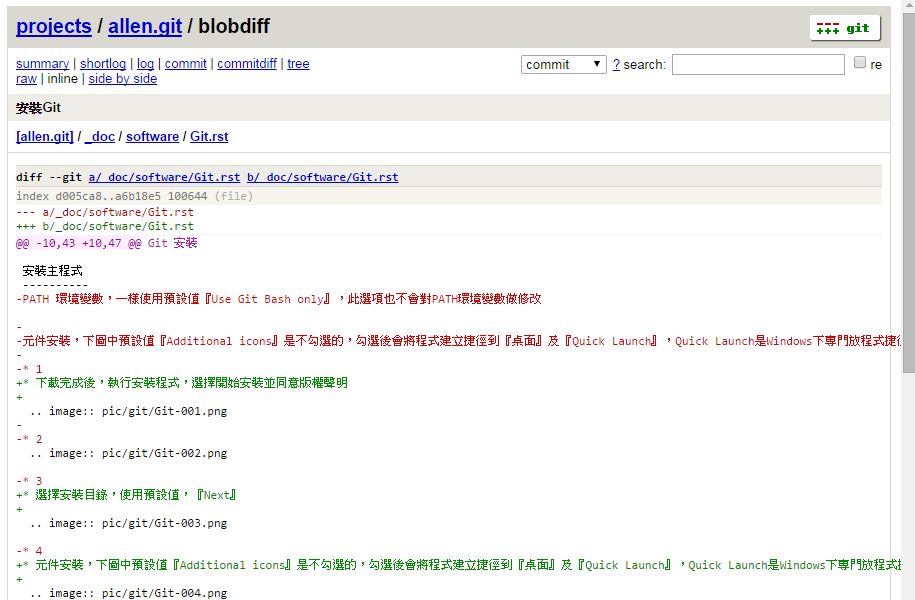 projects / allen.git / blobdiff
git
summary | shortlog | log | commit | commitdiff | tree
commit ? search: re
raw | inline | side by side
安裝Git
[allen.git] / _doc / software / Git.rst
diff --git a/_doc/software/Git.rst b/_doc/software/Git.rst
index d005ca8..a6b18e5 100644 (file)
--- a/_doc/software/Git.rst
+++ b/_doc/software/Git.rst
@@ -10,43 +10,47 @@ Git 安裝
安裝主程式
----------
-PATH 環境變數，一樣使用預設值『Use Git Bash only』，此選項也不會對PATH環境變數做修改
-
-元件安裝，下圖中預設值『Additional icons』是不勾選的，勾選後會將程式建立捷徑到『桌面』及『Quick Launch』，Quick Launch是Windows下專門放程式捷徑
-
-* 1
+* 下載完成後，執行安裝程式，選擇開始安裝並同意版權聲明
+
.. image:: pic/git/Git-001.png
-
-* 2
.. image:: pic/git/Git-002.png
-* 3
+* 選擇安裝目錄，使用預設值，『Next』
+
.. image:: pic/git/Git-003.png
-* 4
+* 元件安裝，下圖中預設值『Additional icons』是不勾選的，勾選後會將程式建立捷徑到『桌面』及『Quick Launch』，Quick Launch是Windows下專門放程式
+
.. image:: pic/git/Git-004.png